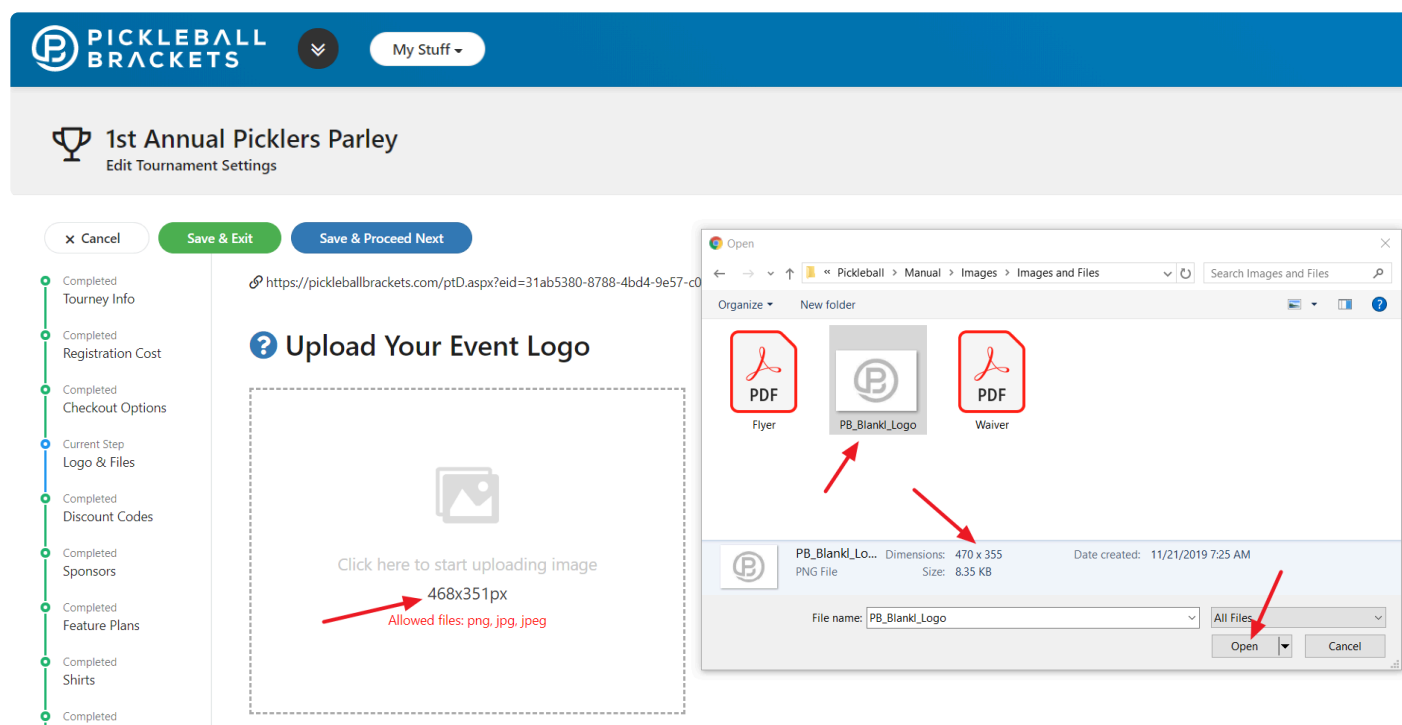 PICKLEBALL
BRACKETS
My Stuff
1st Annual Picklers Parley
Edit Tournament Settings
Cancel
Save & Exit
Save & Proceed Next
Completed
Tourney Info
Completed
Registration Cost
Completed
Checkout Options
Current Step
Logo & Files
Completed
Discount Codes
Completed
Sponsors
Completed
Feature Plans
Completed
Shirts
Completed
https://pickleballbrackets.com/ptD.aspx?eid=31ab5380-8788-4bd4-9e57-c0
Upload Your Event Logo
Click here to start uploading image
468x351px
Allowed files: png, jpg, jpeg
Open
« Pickleball > Manual > Images > Images and Files
Search Images and Files
Organize
New folder
PDF
Flyer
PB_Blankl_Logo
PDF
Waiver
PB_Blankl_Lo... Dimensions: 470 x 355 Date created: 11/21/2019 7:25 AM
PNG File Size: 8.35 KB
File name: PB_Blankl_Logo All Files
Open Cancel